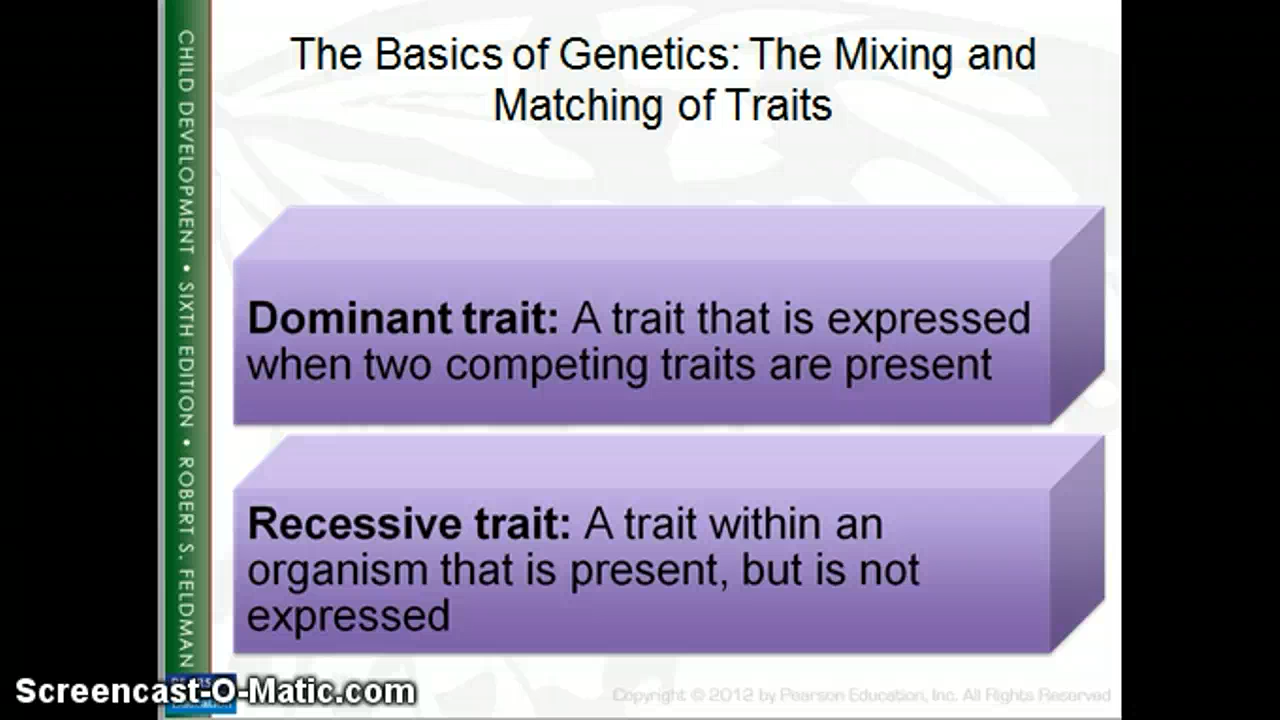 The Basics of Genetics: The Mixing and
Matching of Traits
CHILD DEVELOPMENT • SIXTH EDITION • ROBERT S. FELDMAN
Dominant trait: A trait that is expressed
when two competing traits are present
Recessive trait: A trait within an
organism that is present, but is not
expressed
Screencast-O-Matic.com
Copyright © 2012 by Pearson Education, Inc. All Rights Reserved